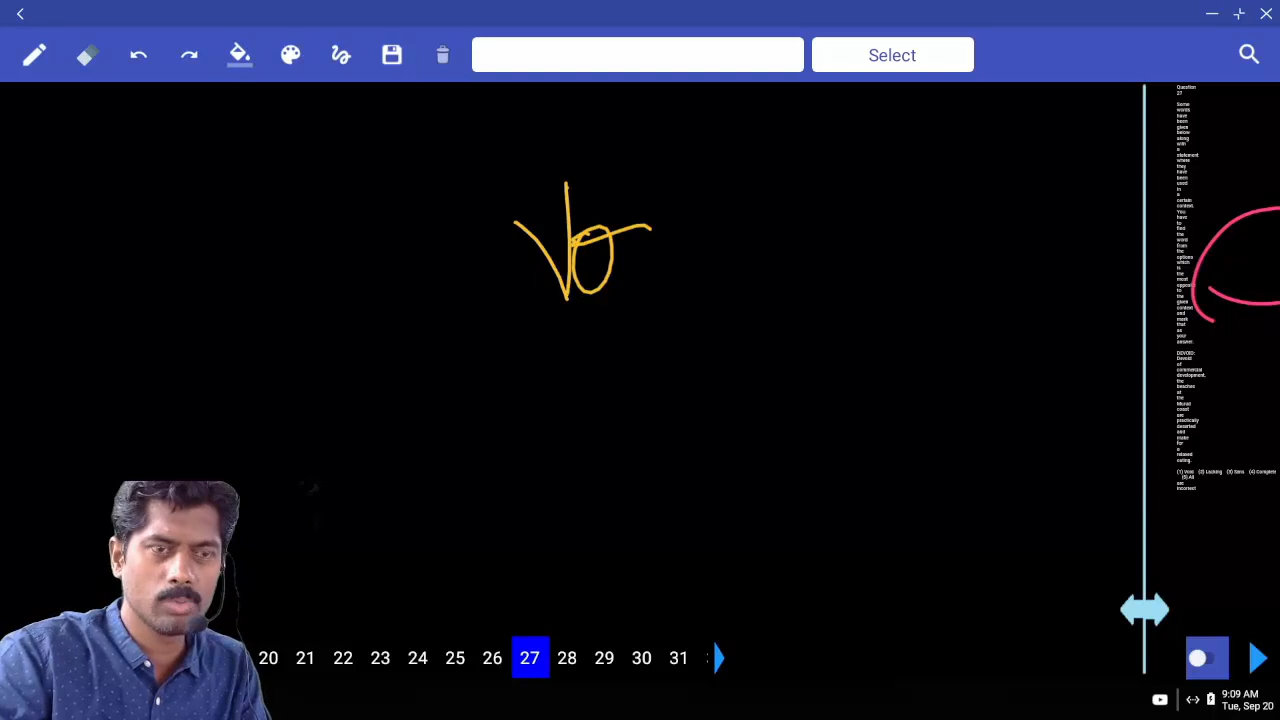 Select
Question
27
Some
words
have
been
given
below
along
with
a
statement
where
they
have
been
used
in
a
certain
context.
You
have
to
find
the
word
from
the
options
which
is
the
most
opposite
to
the
given
context
and
mark
that
as
your
answer.
DEVOID:
Devoid
of
commercial
development,
the
beaches
at
the
Murud
coast
are
practically
deserted
and
make
for
a
relaxed
outing.
(1) Void (2) Lacking (3) Sans (4) Complete
(5) All
are
incorrect
20 21 22 23 24 25 26 27 28 29 30 31
9:09 AM
Tue, Sep 20